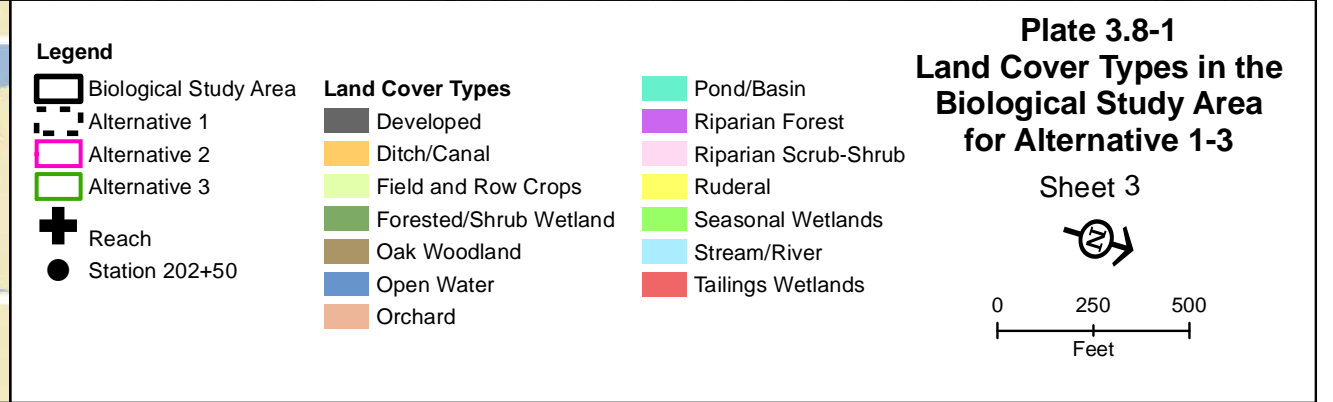 Legend
Biological Study Area
Alternative 1
Alternative 2
Alternative 3
Reach
Station 202+50
Land Cover Types
Developed
Ditch/Canal
Field and Row Crops
Forested/Shrub Wetland
Oak Woodland
Open Water
Orchard
Pond/Basin
Riparian Forest
Riparian Scrub-Shrub
Ruderal
Seasonal Wetlands
Stream/River
Tailings Wetlands
Plate 3.8-1
Land Cover Types in the
Biological Study Area
for Alternative 1-3
Sheet 3
N
0 250 500
Feet